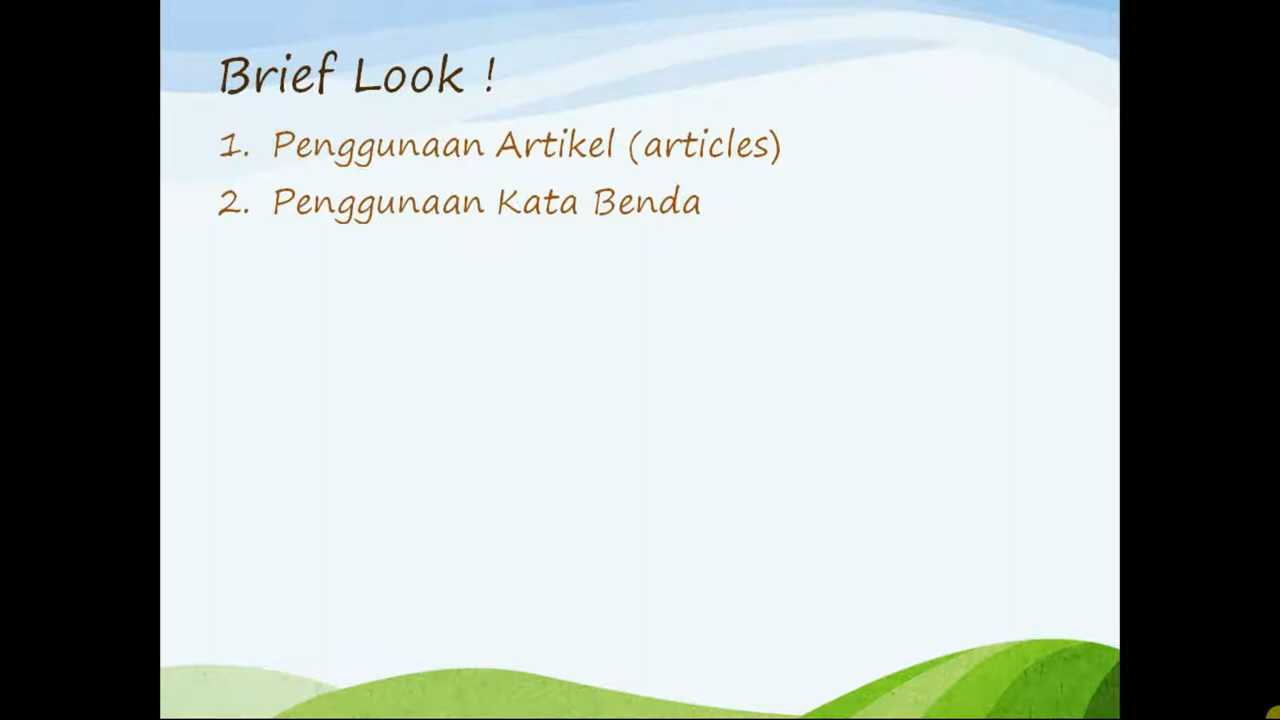 Brief Look !
1. Penggunaan Artikel (articles)
2. Penggunaan Kata Benda